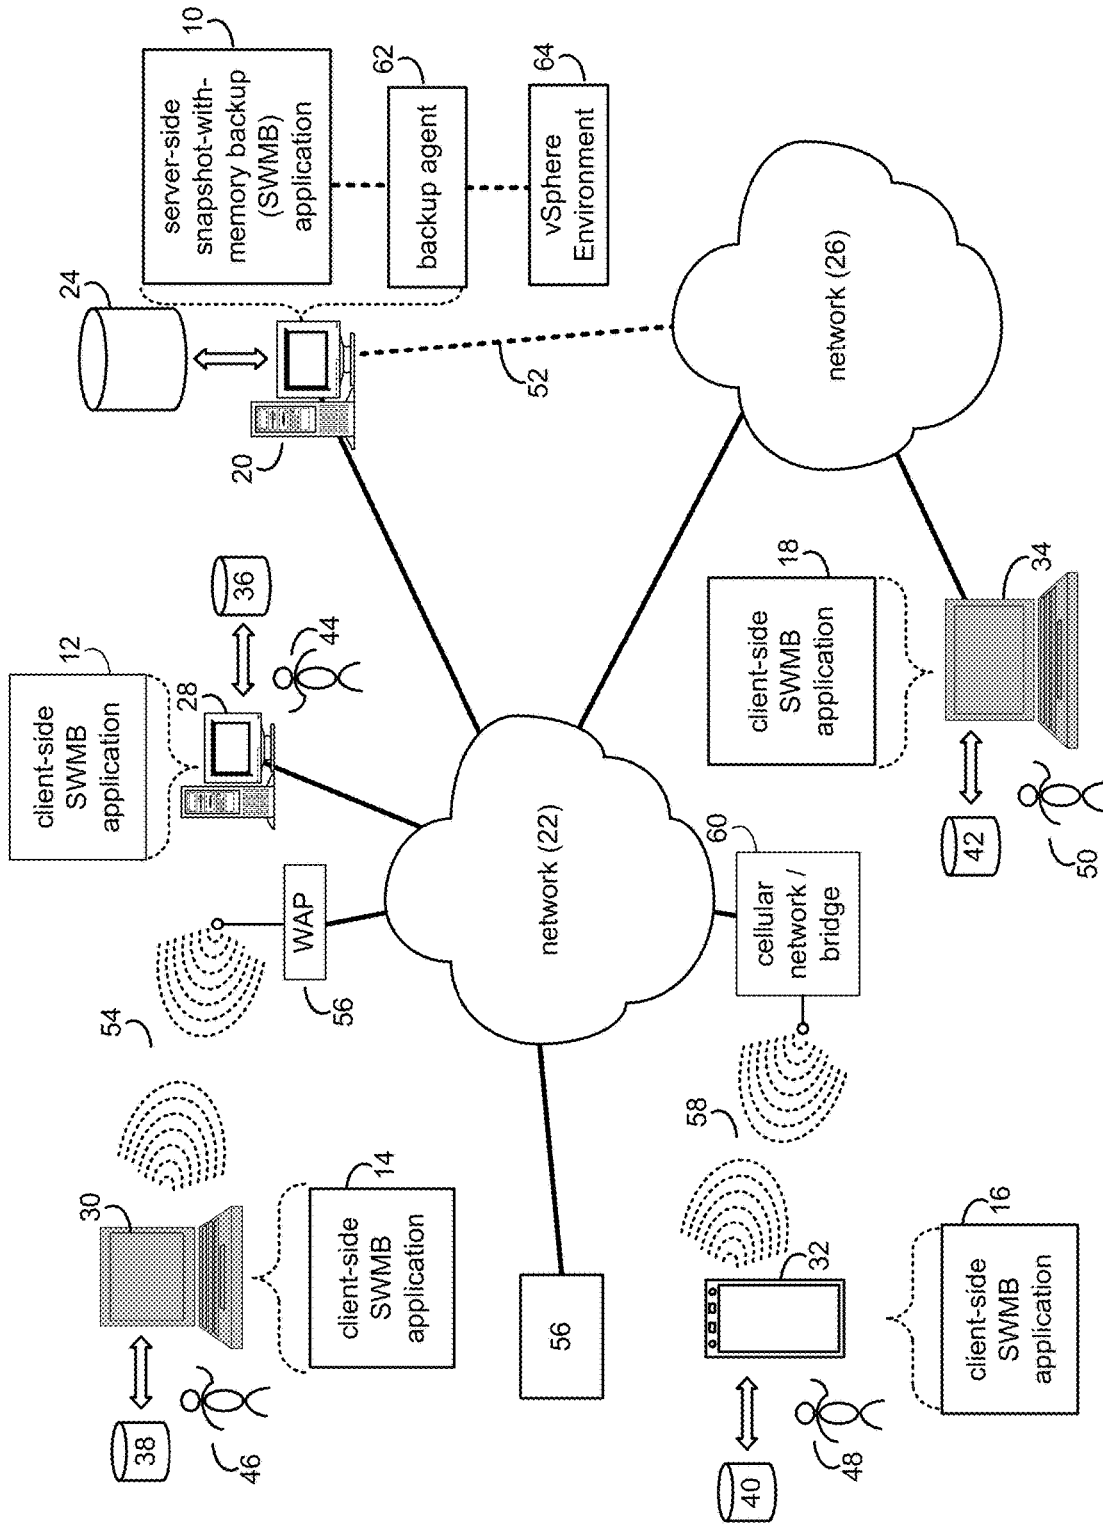 client-side
SWMB
application
12
24
30
54
38
28
server-side
snapshot-with-
memory backup
(SWMB)
application
10
46
36
20
WAP
56
44
client-side
SWMB
application
14
backup agent
62
56
network (22)
52
vSphere
Environment
64
58
60
40
cellular
network /
bridge
client-side
SWMB
application
18
32
48
network (26)
client-side
SWMB
application
16
42
34
50